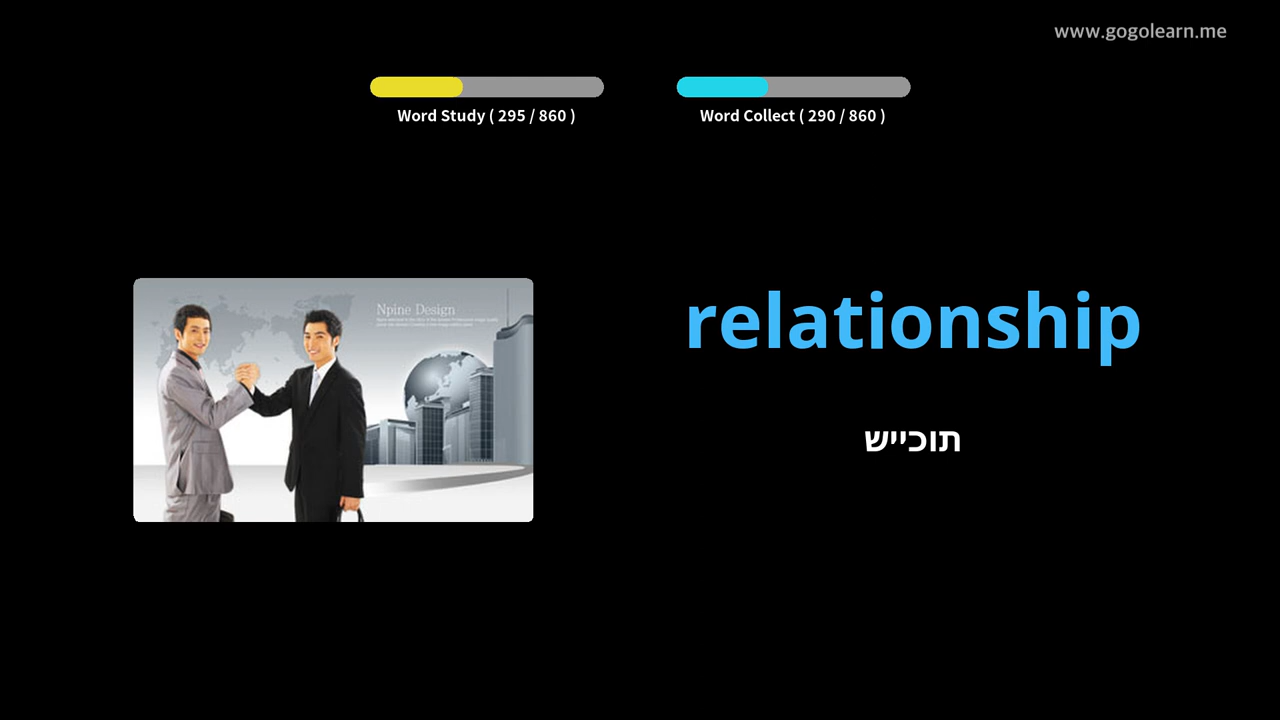 www.gogolearn.me
Word Study ( 295 / 860 )
Word Collect ( 290 / 860 )
Npine Design
relationship
תוכייש